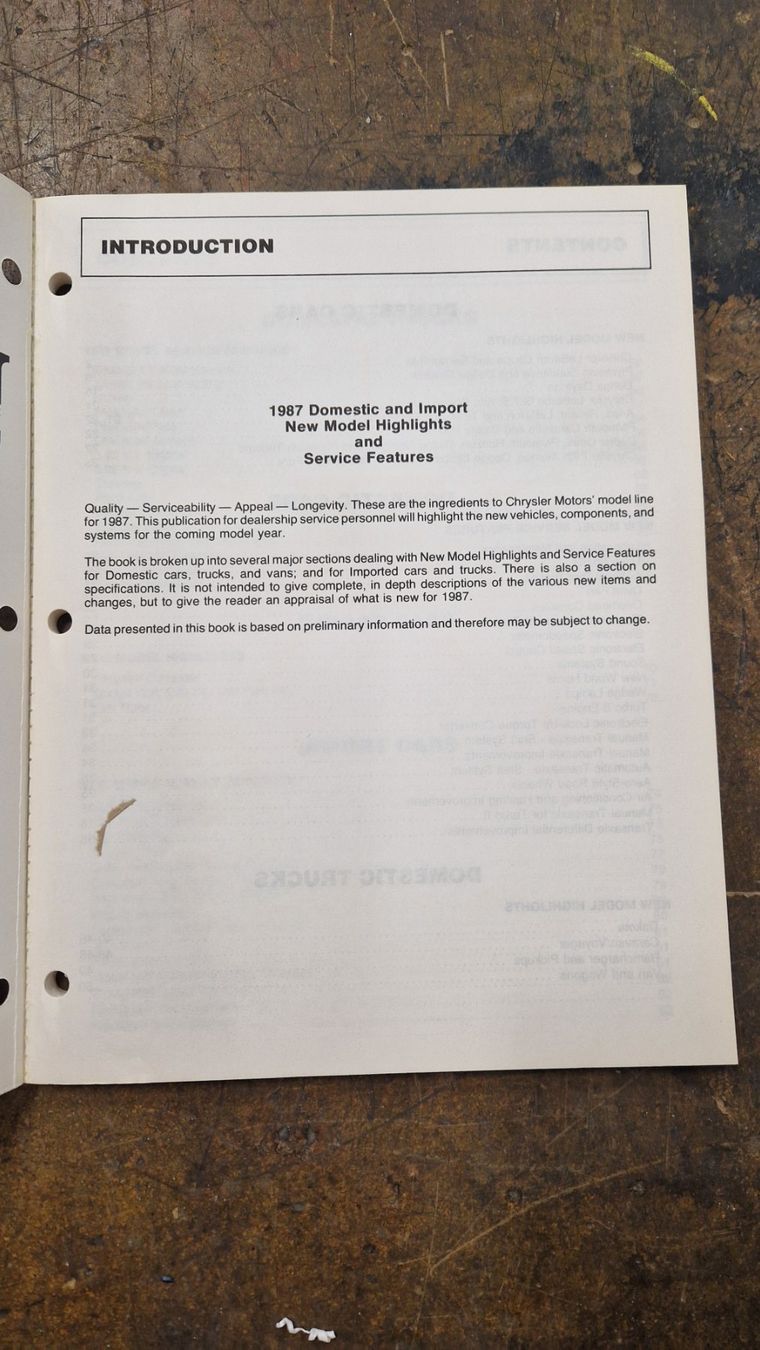 INTRODUCTION
1987 Domestic and Import
New Model Highlights
and
Service Features
Quality — Serviceability — Appeal — Longevity. These are the ingredients to Chrysler Motors' model line
for 1987. This publication for dealership service personnel will highlight the new vehicles, components, and
systems for the coming model year.
The book is broken up into several major sections dealing with New Model Highlights and Service Features
for Domestic cars, trucks, and vans; and for Imported cars and trucks. There is also a section on
specifications. It is not intended to give complete, in depth descriptions of the various new items and
changes, but to give the reader an appraisal of what is new for 1987.
Data presented in this book is based on preliminary information and therefore may be subject to change.